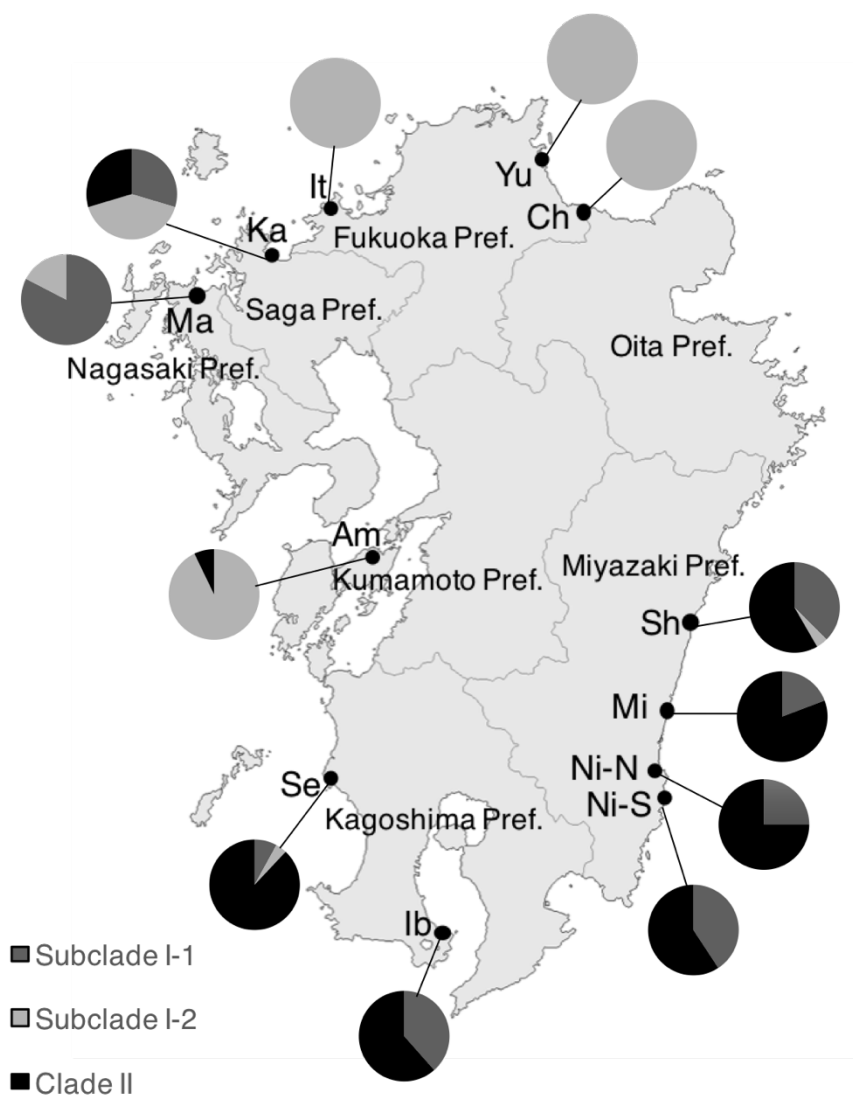 Yu
It
Ch
Ka
Fukuoka Pref.
Saga Pref.
Ma
Oita Pref.
Nagasaki Pref.
Am
Kumamoto Pref.
Miyazaki Pref.
Sh
Mi
Ni-N
Se
Ni-S
Kagoshima Pref.
Ib
Subclade I-1
Subclade I-2
Clade II